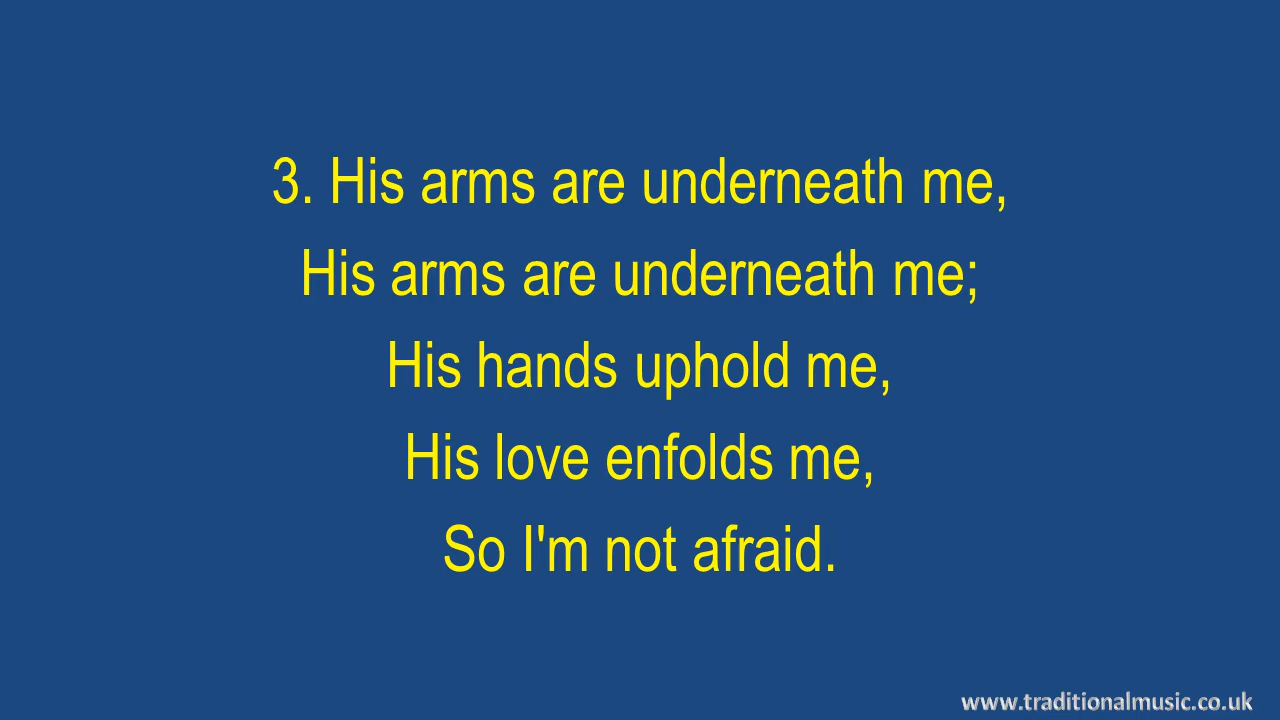 3. His arms are underneath me,
His arms are underneath me;
His hands uphold me,
His love enfolds me,
So I'm not afraid.
www.traditionalmusic.co.uk